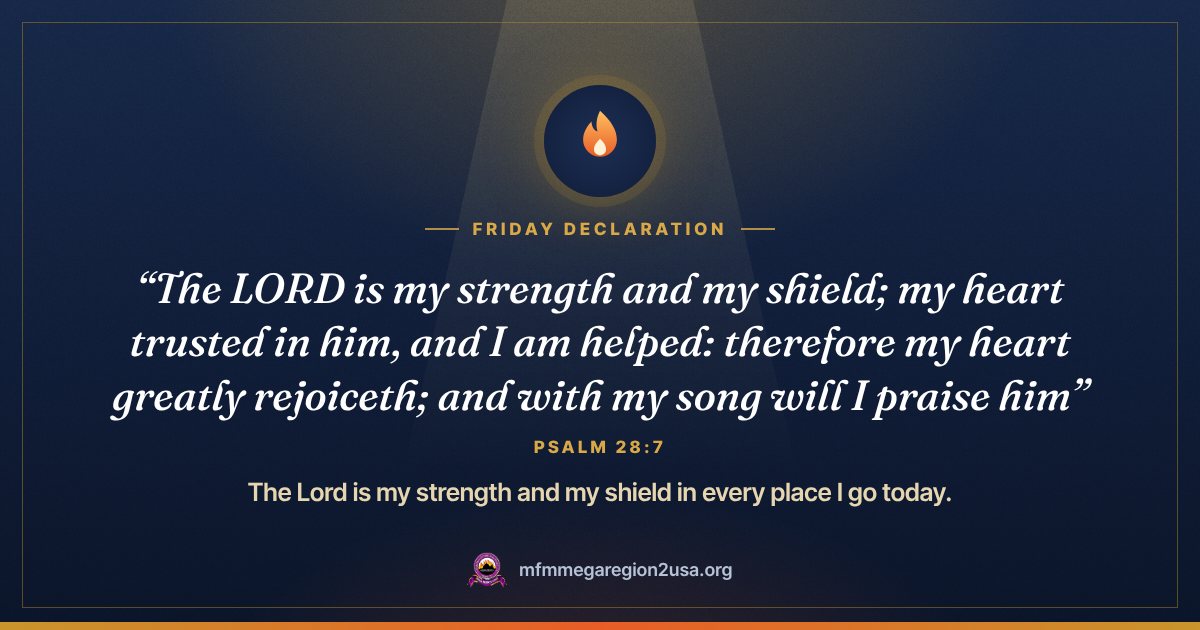 FRIDAY DECLARATION
“The LORD is my strength and my shield; my heart
trusted in him, and I am helped: therefore my heart
greatly rejoiceth; and with my song will I praise him”
PSALM 28:7
The Lord is my strength and my shield in every place I go today.
mfmmegaregion2usa.org